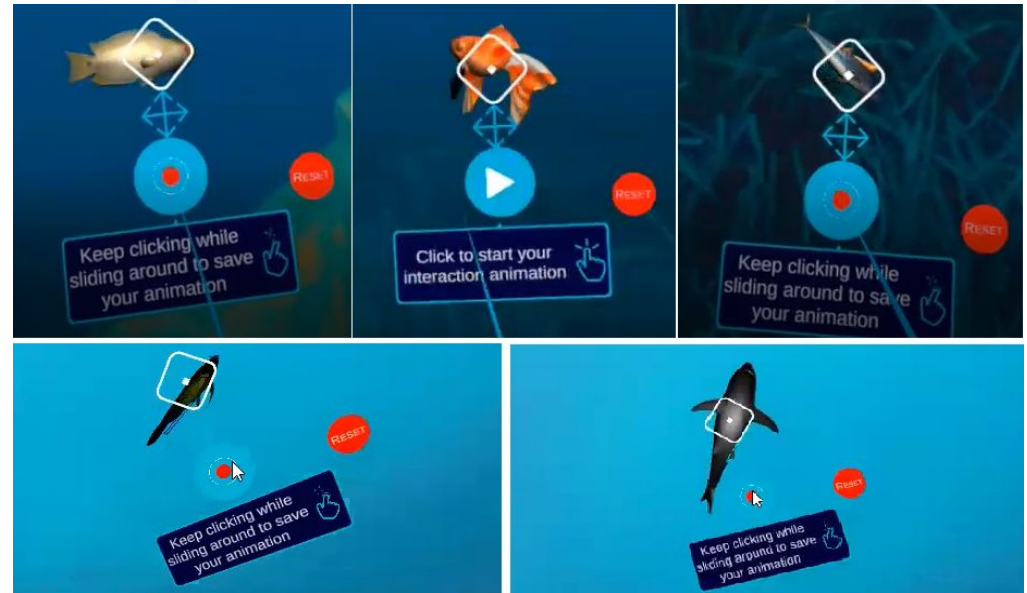 RESET
Keep clicking while
sliding around to save
your animation
RESET
Click to start your
interaction animation
RESET
Keep clicking while
sliding around to save
your animation
RESET
Keep clicking while
sliding around to save
your animation
RESET
Keep clicking while
sliding around to save
your animation